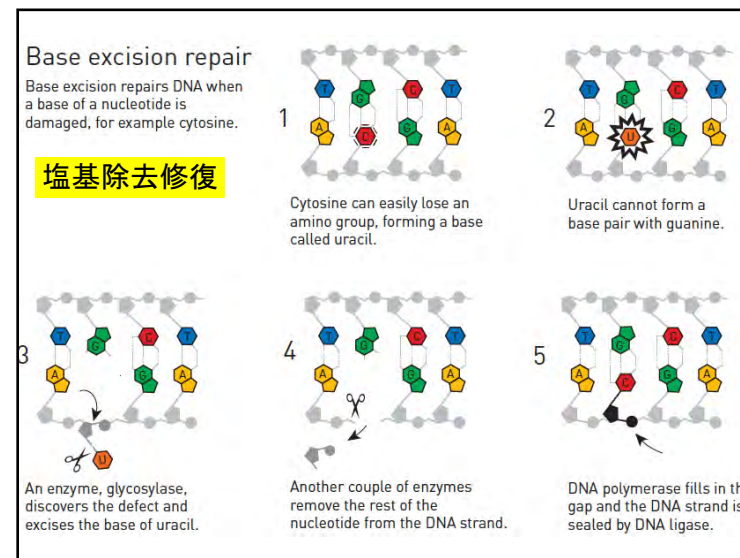 Base excision repair
Base excision repairs DNA when
a base of a nucleotide is
damaged, for example cytosine.
塩基除去修復
1
T G C T
A C G A
Cytosine can easily lose an
amino group, forming a base
called uracil.
2
T G C T
A U G A
Uracil cannot form a
base pair with guanine.
3
T G C T
A G A
U
An enzyme, glycosylase,
discovers the defect and
excises the base of uracil.
4
T G C T
A G A
Another couple of enzymes
remove the rest of the
nucleotide from the DNA strand.
5
T G C T
A C G A
DNA polymerase fills in th
gap and the DNA strand is
sealed by DNA ligase.